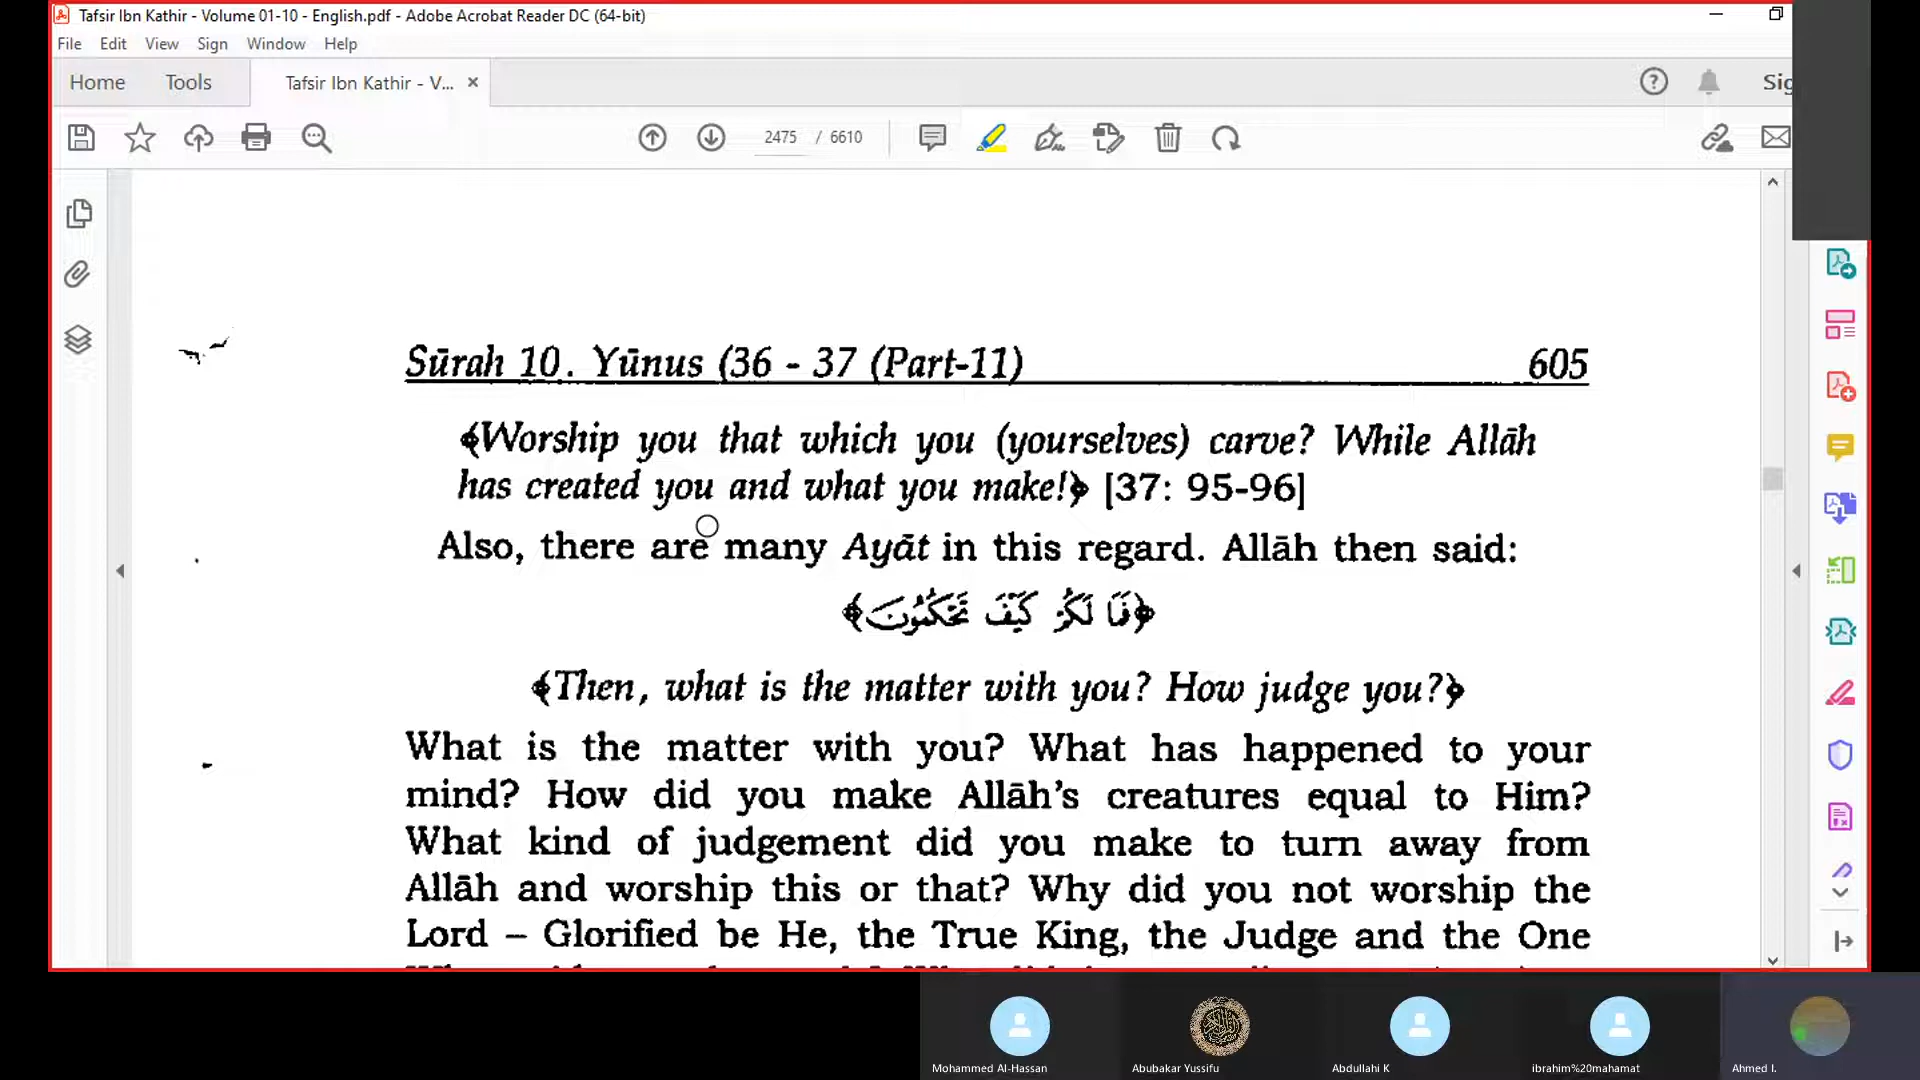 Tafsir Ibn Kathir - Volume 01-10 - English.pdf - Adobe Acrobat Reader DC (64-bit)
File Edit View Sign Window Help
Home Tools Tafsir Ibn Kathir - V... × Sig
2475 / 6610
Sūrah 10. Yūnus (36 - 37 (Part-11) 605
﴾Worship you that which you (yourselves) carve? While Allāh
has created you and what you make!﴿ [37: 95-96]
Also, there are many Ayāt in this regard. Allāh then said:
﴿فَمَا لَكُمْ كَيْفَ تَحْكُمُونَ﴾
﴾Then, what is the matter with you? How judge you?﴿
What is the matter with you? What has happened to your
mind? How did you make Allāh's creatures equal to Him?
What kind of judgement did you make to turn away from
Allāh and worship this or that? Why did you not worship the
Lord – Glorified be He, the True King, the Judge and the One
Mohammed Al-Hassan Abubakar Yussifu Abdullahi K ibrahim%20mahamat Ahmed I.